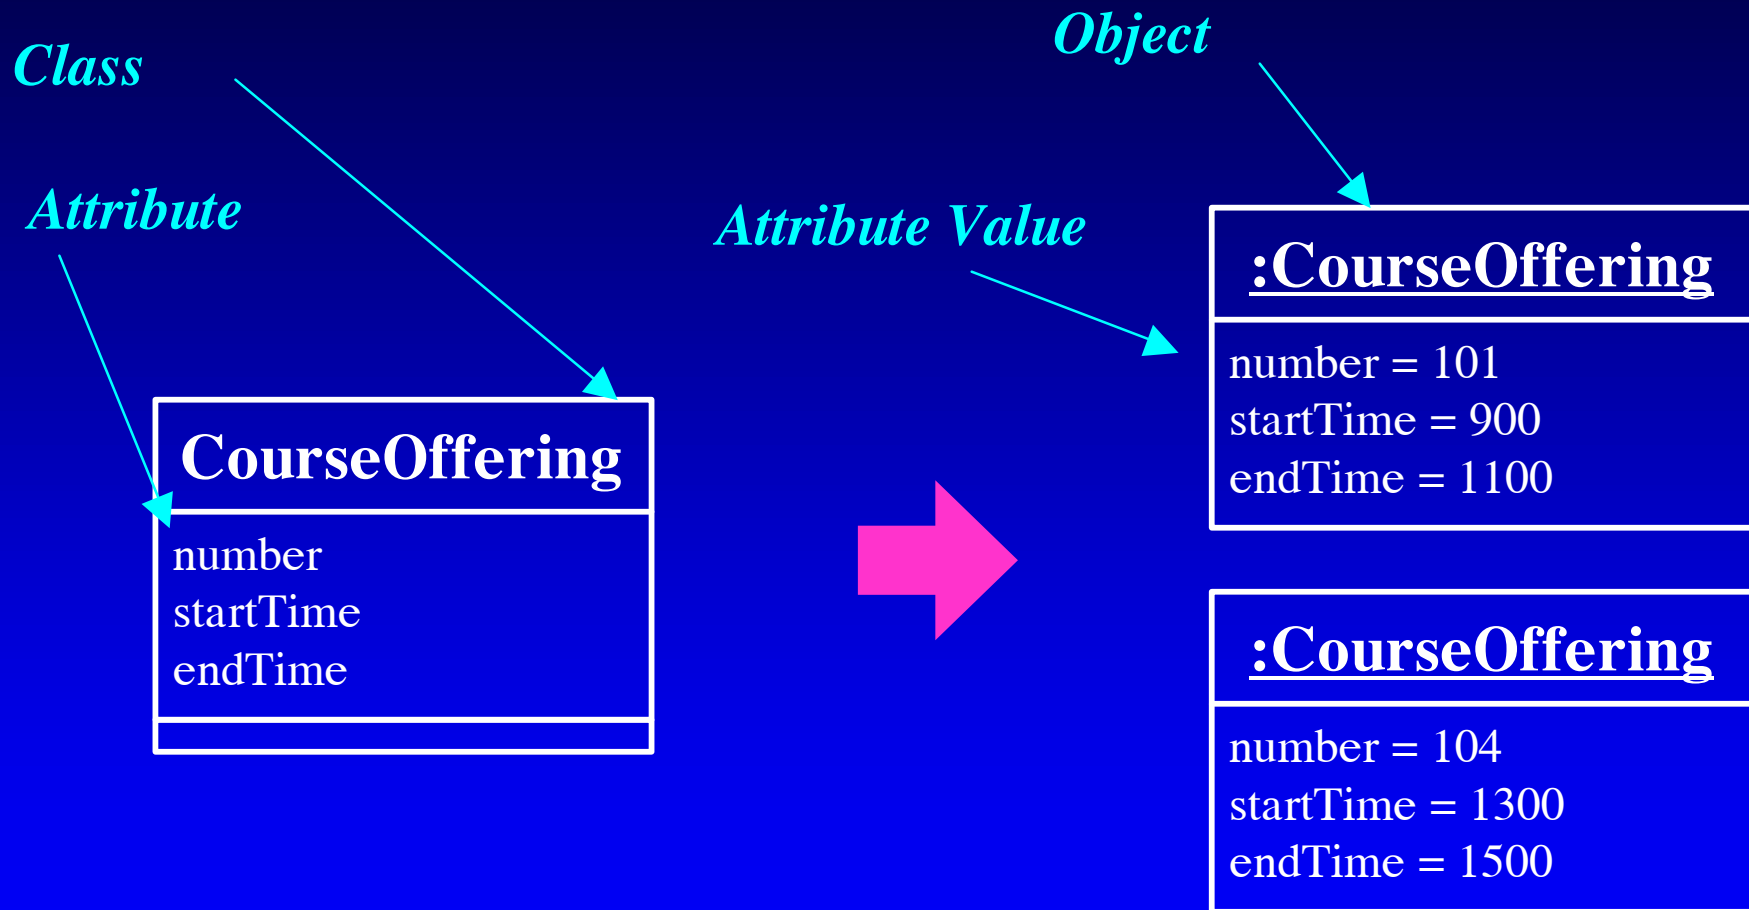 Class
Attribute
CourseOffering
number
startTime
endTime
Object
Attribute Value
:CourseOffering
number = 101
startTime = 900
endTime = 1100
:CourseOffering
number = 104
startTime = 1300
endTime = 1500